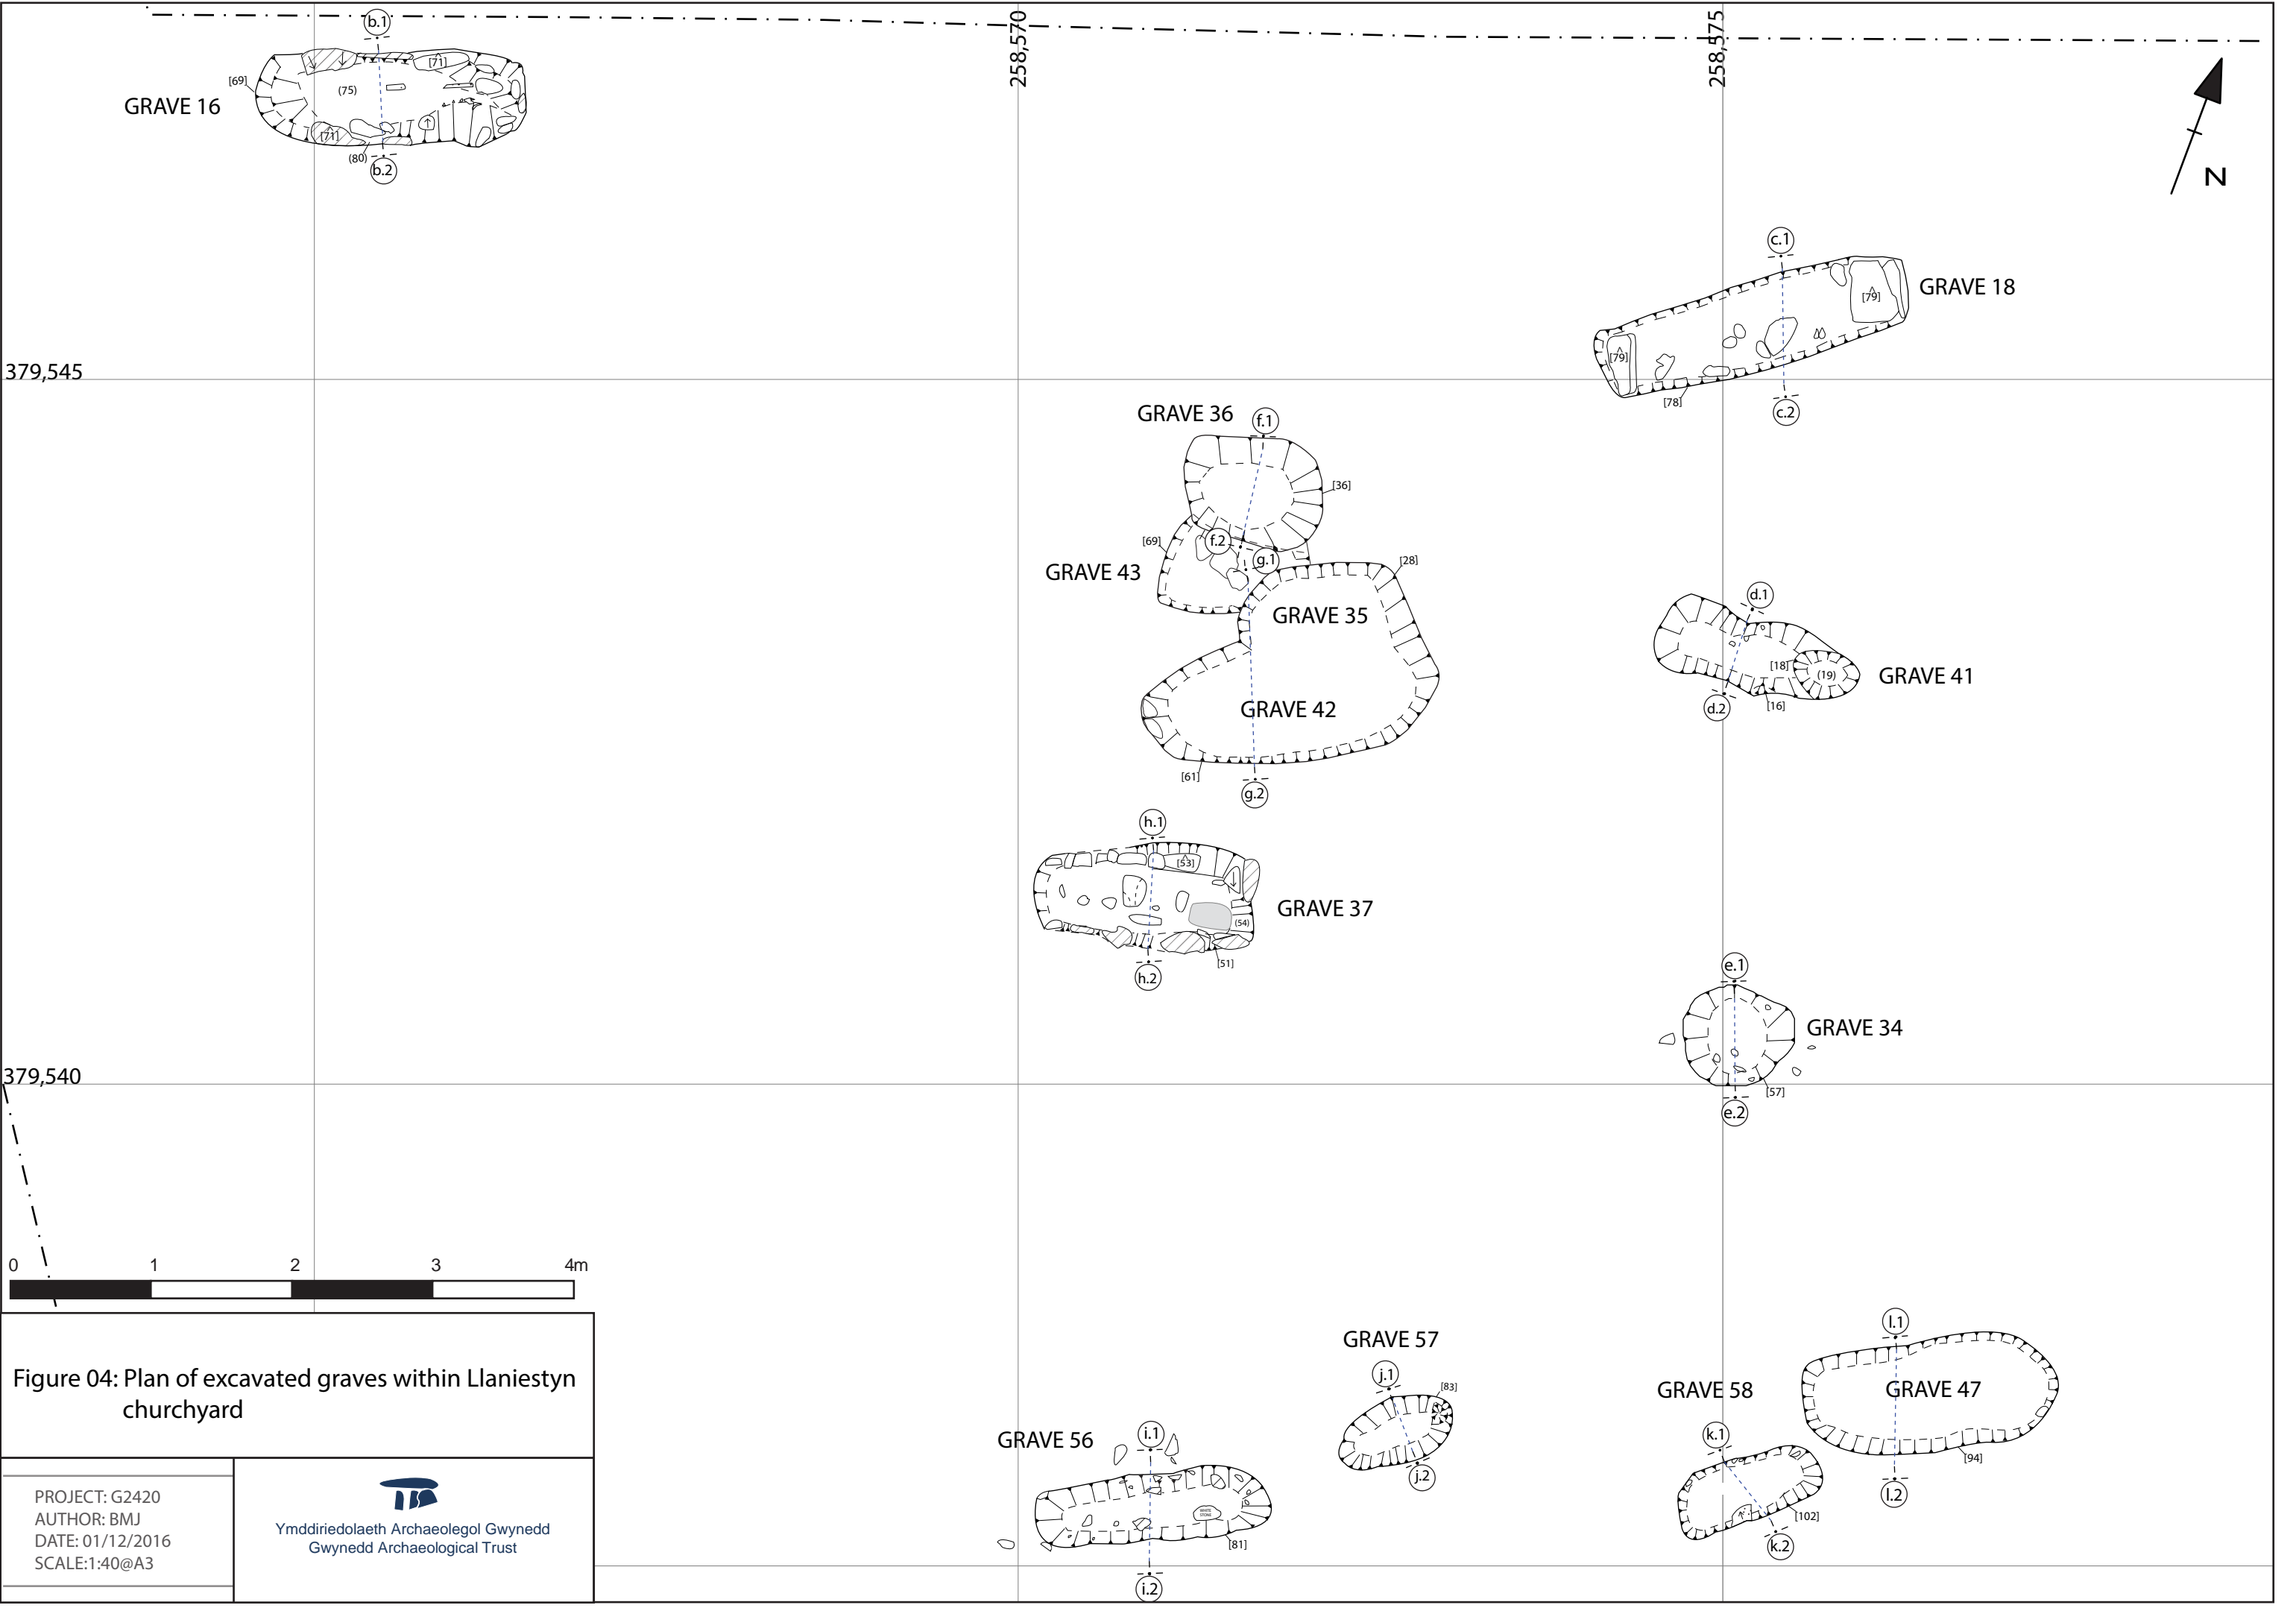 b.1
258,570
258,575
[71]
[69]
(75)
GRAVE 16
[71]
(80)
b.2
N
c.1
[79]
GRAVE 18
[79]
379,545
[78]
c.2
GRAVE 36
f.1
[36]
[69]
f.2
g.1
[28]
GRAVE 43
d.1
GRAVE 35
[18]
(19)
GRAVE 41
[16]
d.2
GRAVE 42
[61]
g.2
h.1
[53]
GRAVE 37
(54)
[51]
h.2
e.1
GRAVE 34
379,540
[57]
e.2
0 1 2 3 4m
GRAVE 57
l.1
j.1
[83]
GRAVE 58
GRAVE 47
k.1
GRAVE 56
i.1
[94]
j.2
l.2
WHITE
STONE
[102]
[81]
k.2
i.2
Figure 04: Plan of excavated graves within Llaniestyn
churchyard
PROJECT: G2420
AUTHOR: BMJ
DATE: 01/12/2016
SCALE:1:40@A3
Ymddiriedolaeth Archaeolegol Gwynedd
Gwynedd Archaeological Trust